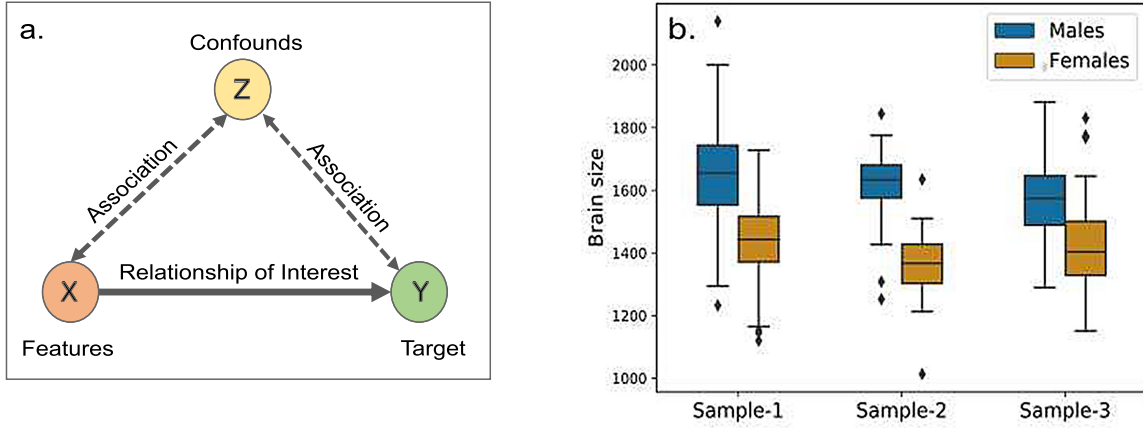 a.
Confounds
Z
Association
Association
Relationship of Interest
X
Y
Features
Target
b.
Males
Females
Brain size
2000
1800
1600
1400
1200
1000
Sample-1
Sample-2
Sample-3